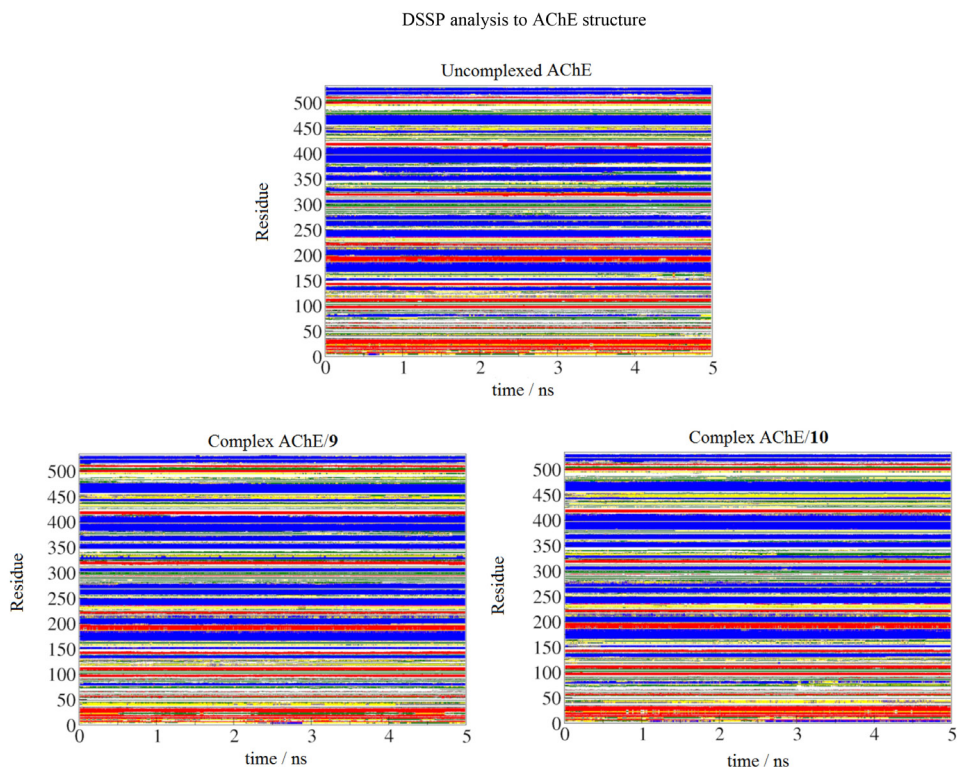 DSSP analysis to AChE structure
Uncomplexed AChE
500
450
400
350
300
250
200
150
100
50
0
Residue
0 1 2 3 4 5
time / ns
Complex AChE/9
500
450
400
350
300
250
200
150
100
50
0
Residue
0 1 2 3 4 5
time / ns
Complex AChE/10
500
450
400
350
300
250
200
150
100
50
0
Residue
0 1 2 3 4 5
time / ns